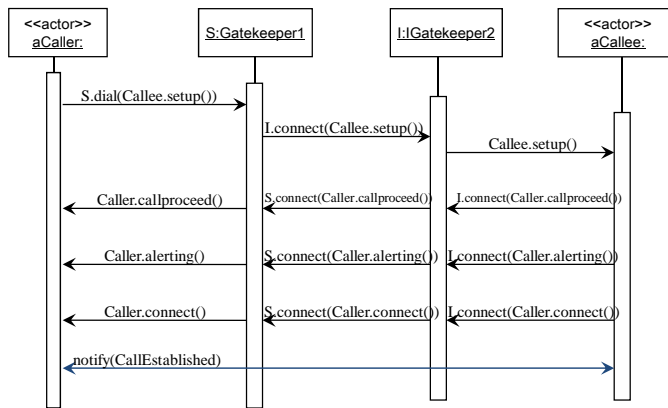 <<actor>>
aCaller:
S:Gatekeeper1
I:IGatekeeper2
<<actor>>
aCallee:
S.dial(Callee.setup())
I.connect(Callee.setup())
Callee.setup()
Caller.callproceed()
S.connect(Caller.callproceed())
I.connect(Caller.callproceed())
Caller.alerting()
S.connect(Caller.alerting())
I.connect(Caller.alerting())
Caller.connect()
S.connect(Caller.connect())
I.connect(Caller.connect())
notify(CallEstablished)